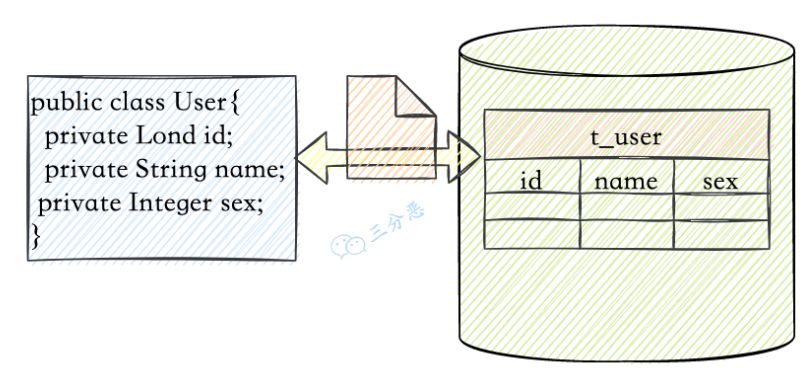 public class User{
private Lond id;
private String name;
private Integer sex;
}
三分恶
t_user
id name sex